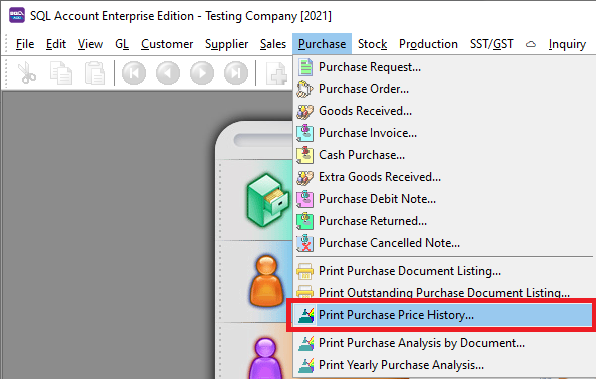 SQL Account Enterprise Edition - Testing Company [2021]
File Edit View GL Customer Supplier Sales Purchase Stock Production SST/GST Inquiry
Purchase Request...
Purchase Order...
Goods Received...
Purchase Invoice...
Cash Purchase...
Extra Goods Received...
Purchase Debit Note...
Purchase Returned...
Purchase Cancelled Note...
Print Purchase Document Listing...
Print Outstanding Purchase Document Listing...
Print Purchase Price History...
Print Purchase Analysis by Document...
Print Yearly Purchase Analysis...